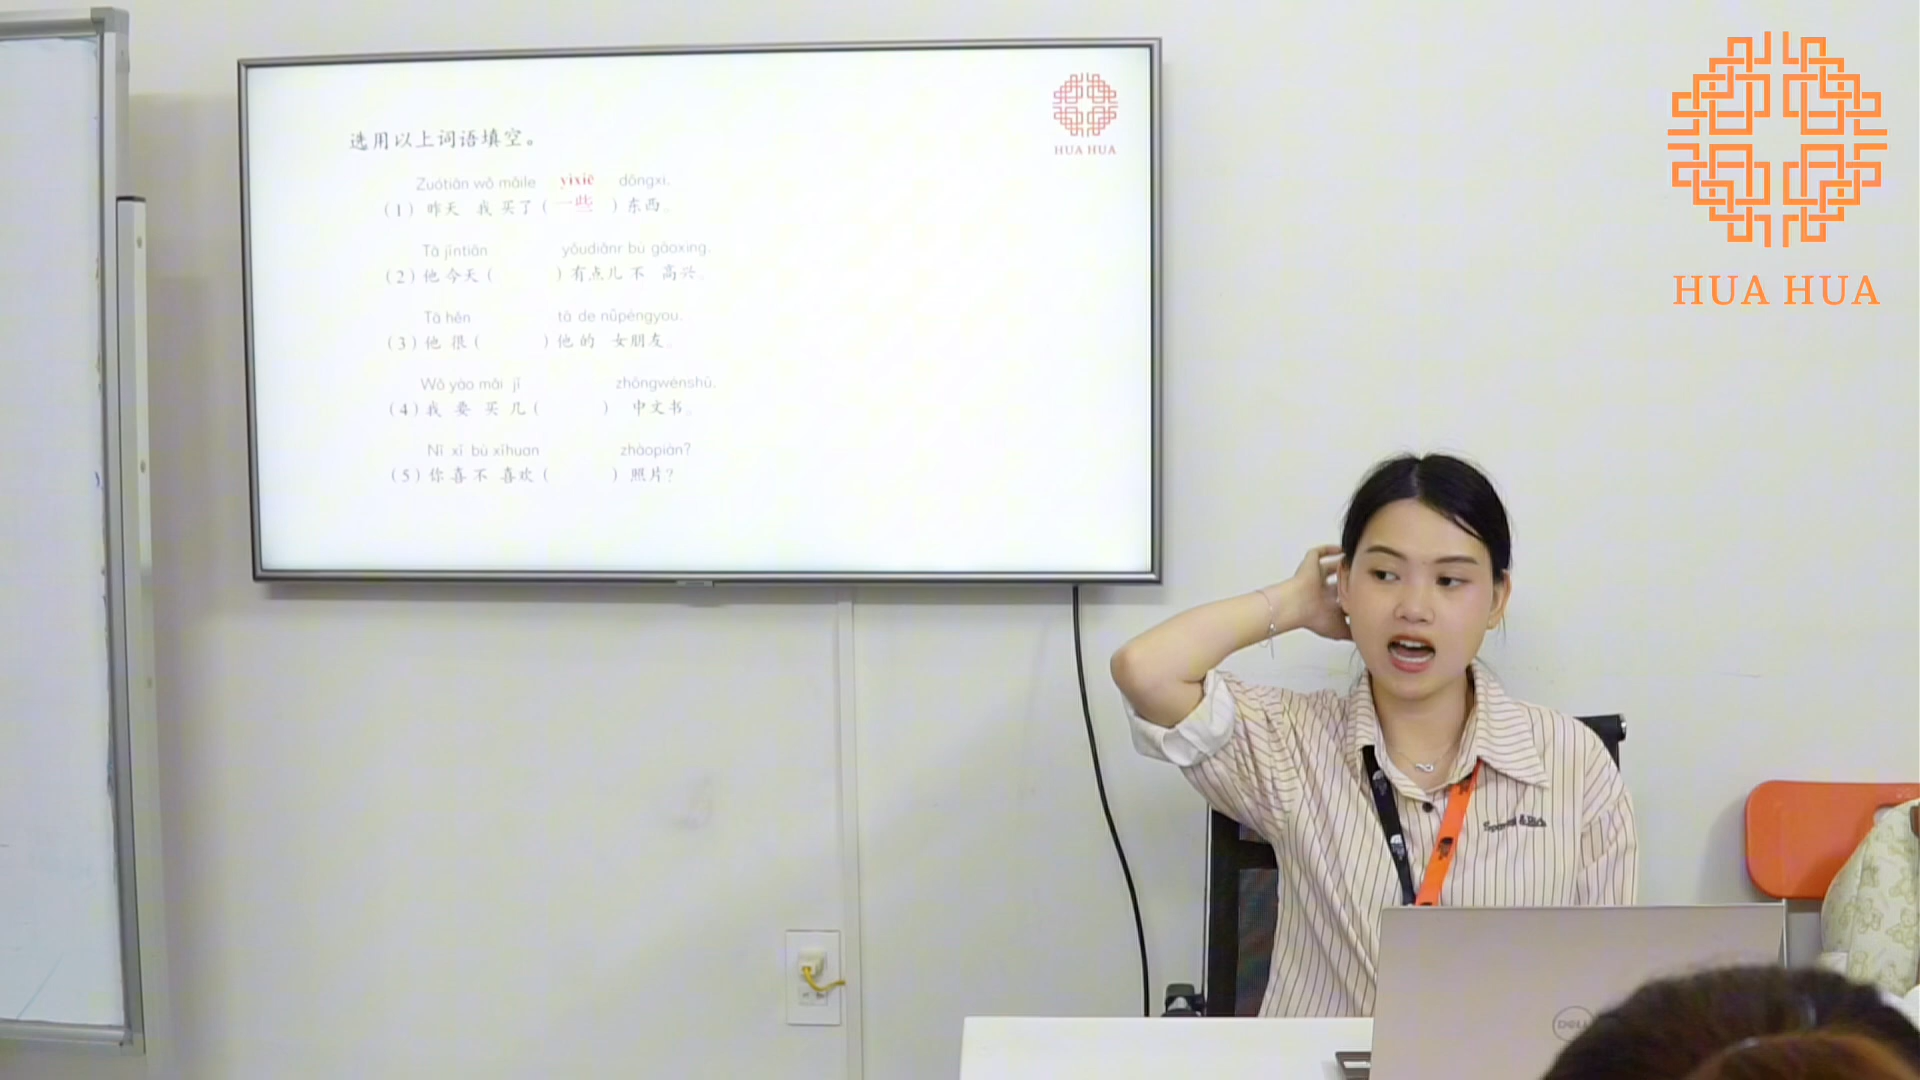 选用以上词语填空。
HUA HUA
Zuótiān wǒ mǎile yìxiē dōngxi.
(1) 昨天 我 买了 ( 一些 ) 东西。
Tā jīntiān yǒudiǎnr bù gāoxìng.
(2) 他 今天 ( ) 有点儿 不 高兴。
Tā hěn tā de nǚpéngyou.
(3) 他 很 ( ) 他 的 女朋友。
Wǒ yào mǎi jǐ zhōngwénshū.
(4) 我 要 买 几 ( ) 中文书。
Nǐ xǐ bù xǐhuan zhàopiàn?
(5) 你 喜 不 喜欢 ( ) 照片?
HUA HUA
DELL